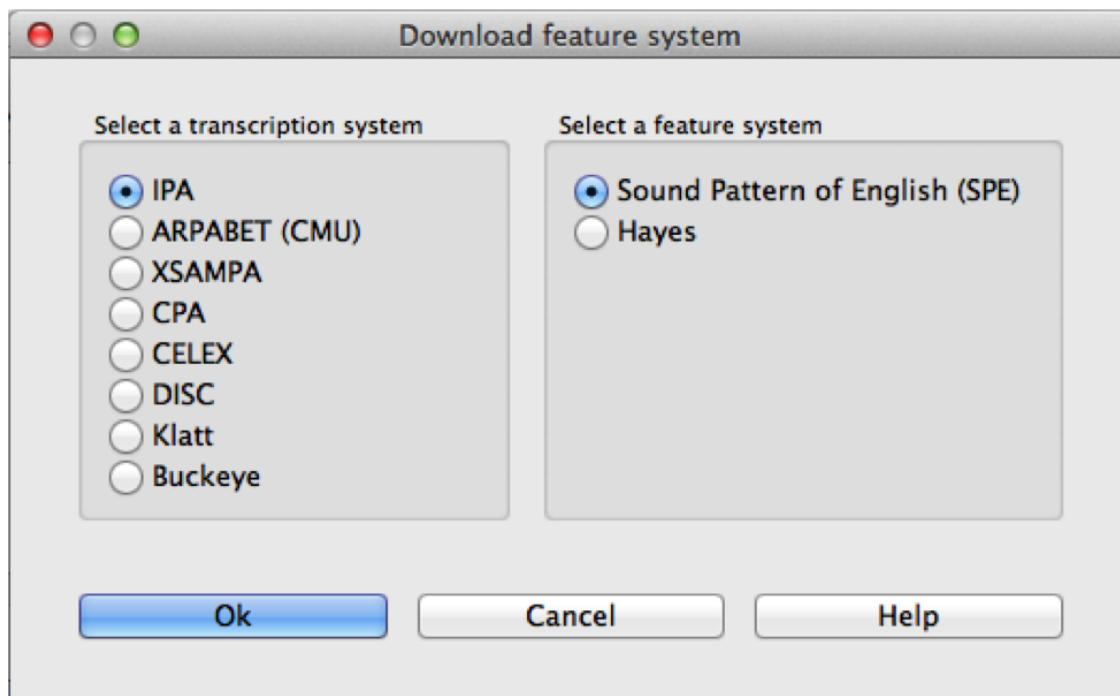 Download feature system
Select a transcription system
IPA
ARPABET (CMU)
XSAMPA
CPA
CELEX
DISC
Klatt
Buckeye
Select a feature system
Sound Pattern of English (SPE)
Hayes
Ok
Cancel
Help